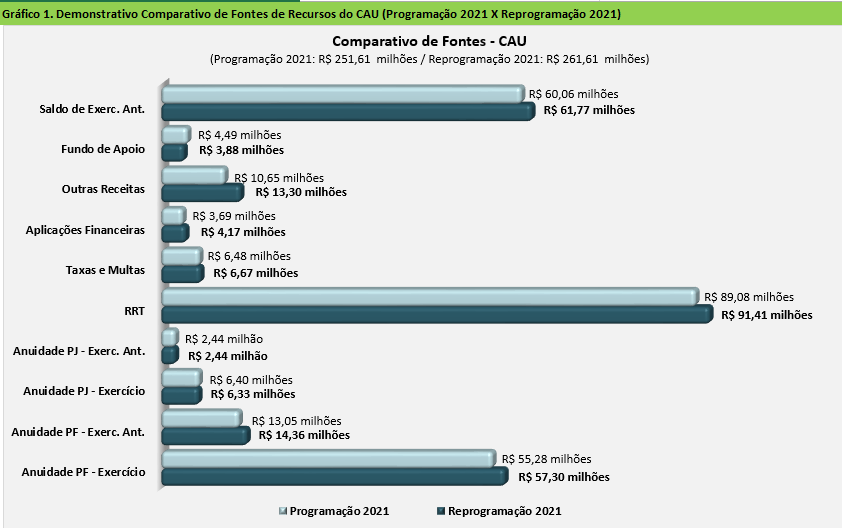 Gráfico 1. Demonstrativo Comparativo de Fontes de Recursos do CAU (Programação 2021 X Reprogramação 2021)
Comparativo de Fontes - CAU
(Programação 2021: R$ 251,61 milhões / Reprogramação 2021: R$ 261,61 milhões)
R$ 60,06 milhões
Saldo de Exerc. Ant.
R$ 61,77 milhões
R$ 4,49 milhões
Fundo de Apoio
R$ 3,88 milhões
R$ 10,65 milhões
Outras Receitas
R$ 13,30 milhões
R$ 3,69 milhões
Aplicações Financeiras
R$ 4,17 milhões
R$ 6,48 milhões
Taxas e Multas
R$ 6,67 milhões
R$ 89,08 milhões
RRT
R$ 91,41 milhões
R$ 2,44 milhão
Anuidade PJ - Exerc. Ant.
R$ 2,44 milhão
R$ 6,40 milhões
Anuidade PJ - Exercício
R$ 6,33 milhões
R$ 13,05 milhões
Anuidade PF - Exerc. Ant.
R$ 14,36 milhões
R$ 55,28 milhões
Anuidade PF - Exercício
R$ 57,30 milhões
Programação 2021
Reprogramação 2021